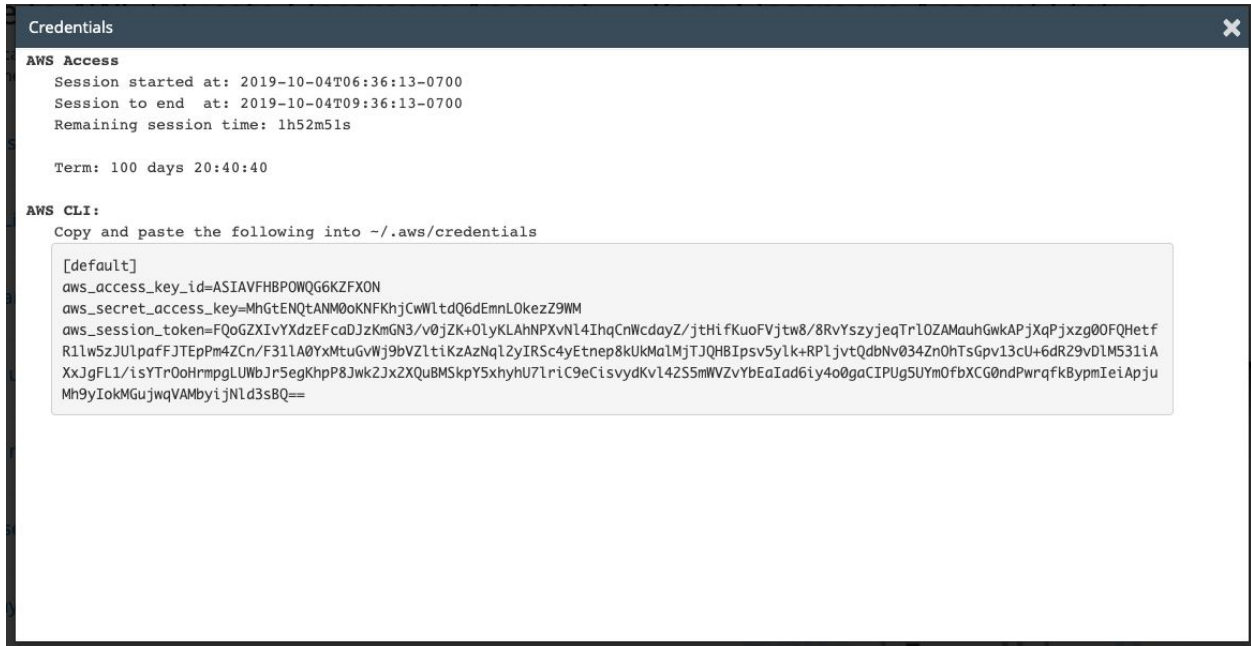 Credentials
AWS Access
Session started at: 2019-10-04T06:36:13-0700
Session to end  at: 2019-10-04T09:36:13-0700
Remaining session time: 1h52m51s
Term: 100 days 20:40:40
AWS CLI:
Copy and paste the following into ~/.aws/credentials
[default]
aws_access_key_id=ASIAVFHBPOWQG6KZFXON
aws_secret_access_key=MhGtENQtANM0oKNFKhjCwWltdQ6dEmnLOkezZ9WM
aws_session_token=FQoGZXIvYXdzEFcaDJzKmGN3/v0jZK+OlyKLAhNPXvNl4IhqCnWcdayZ/jtHifKuoFVjtw8/8RvYszyjeqTrlOZAMauhGwkAPjXqPjxzg0OFQHetf
R1lw5zJUlpafFJTEpPm4ZCn/F31lA0YxMtuGvWj9bVZltiKzAzNql2yIRSc4yEtnep8kUkMalMjTJQHBIpsv5ylk+RPljvtQdbNv034ZnOhTsGpv13cU+6dR29vDlM531iA
XxJgFL1/isYTrOoHrmpgLUWbJr5egKhpP8Jwk2Jx2XQuBMSkpY5xhyhU7lriC9eCisvydKvl42S5mWVZvYbEaIad6iy4o0gaCIPUg5UYmOfbXCG0ndPwrqfkBypmIeiApju
Mh9yIokMGujwqVAMbyijNld3sBQ==